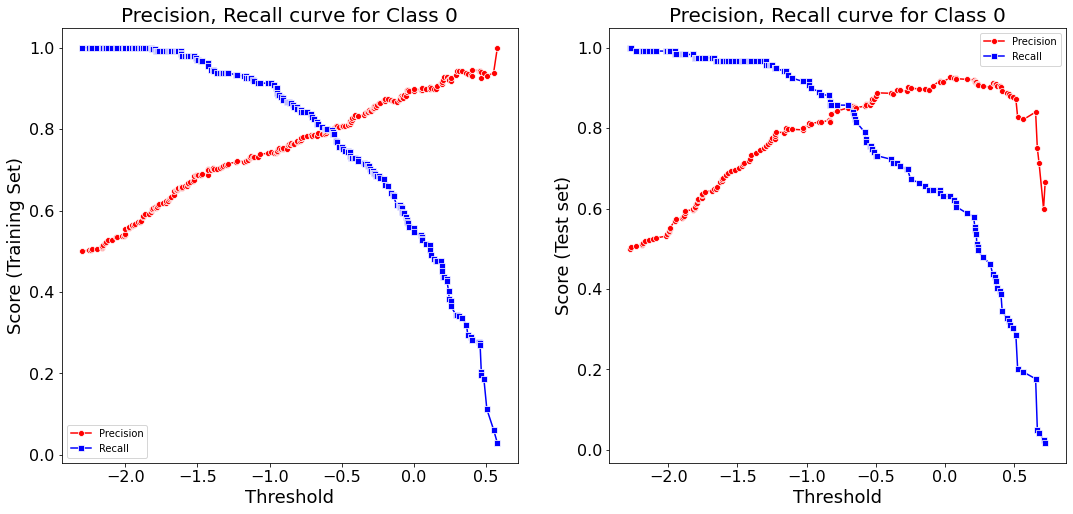 Precision, Recall curve for Class 0
Score (Training Set)
1.0
0.8
0.6
0.4
0.2
0.0
Precision
Recall
−2.0 −1.5 −1.0 −0.5 0.0 0.5
Threshold
Precision, Recall curve for Class 0
Precision
Recall
Score (Test set)
1.0
0.8
0.6
0.4
0.2
0.0
−2.0 −1.5 −1.0 −0.5 0.0 0.5
Threshold